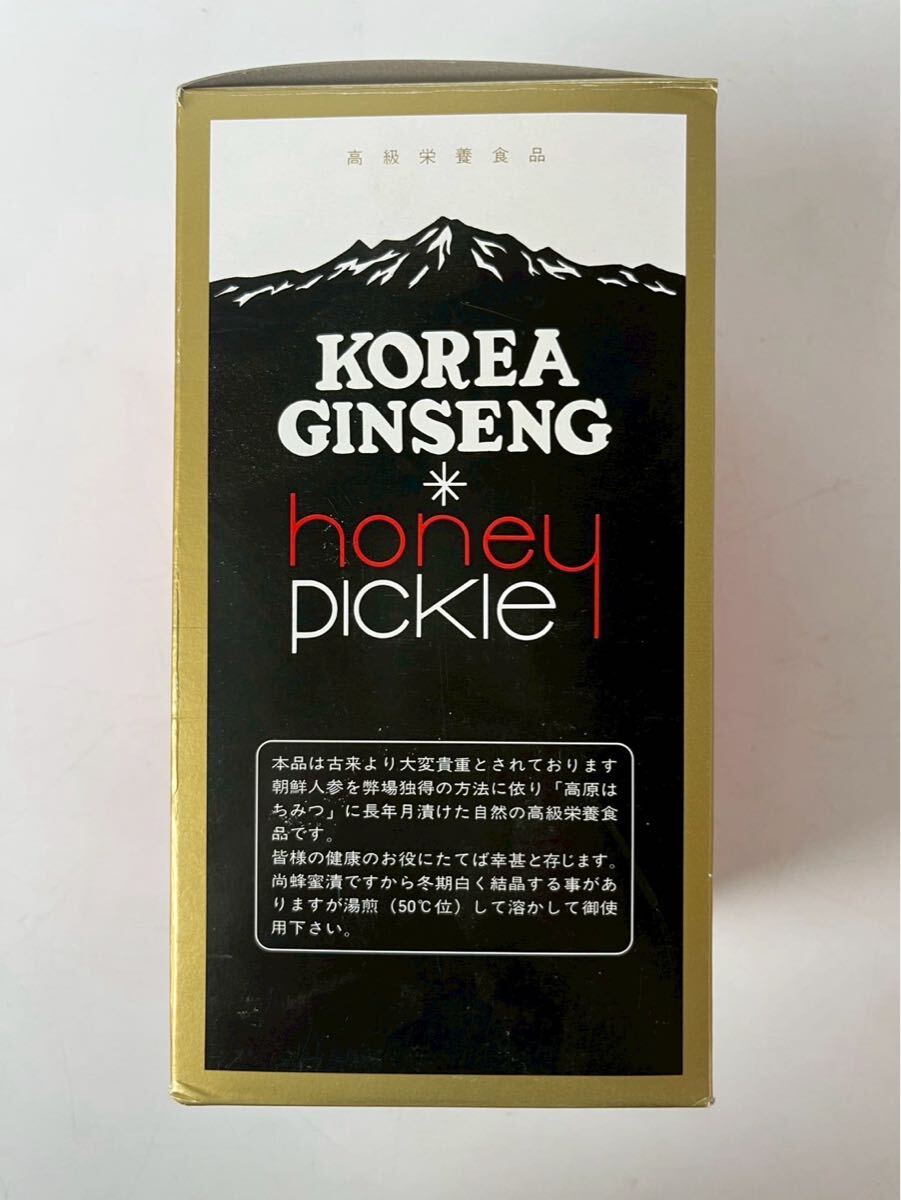 高級栄養食品
KOREA
GINSENG
honey
pickle
本品は古来より大変貴重とされております
朝鮮人参を弊場独得の方法に依り「高原は
ちみつ」に長年月漬けた自然の高級栄養食
品です。
皆様の健康のお役にたてば幸甚と存じます。
尚蜂蜜漬ですから冬期白く結晶する事があ
りますが湯煎（50℃位）して溶かして御使
用下さい。